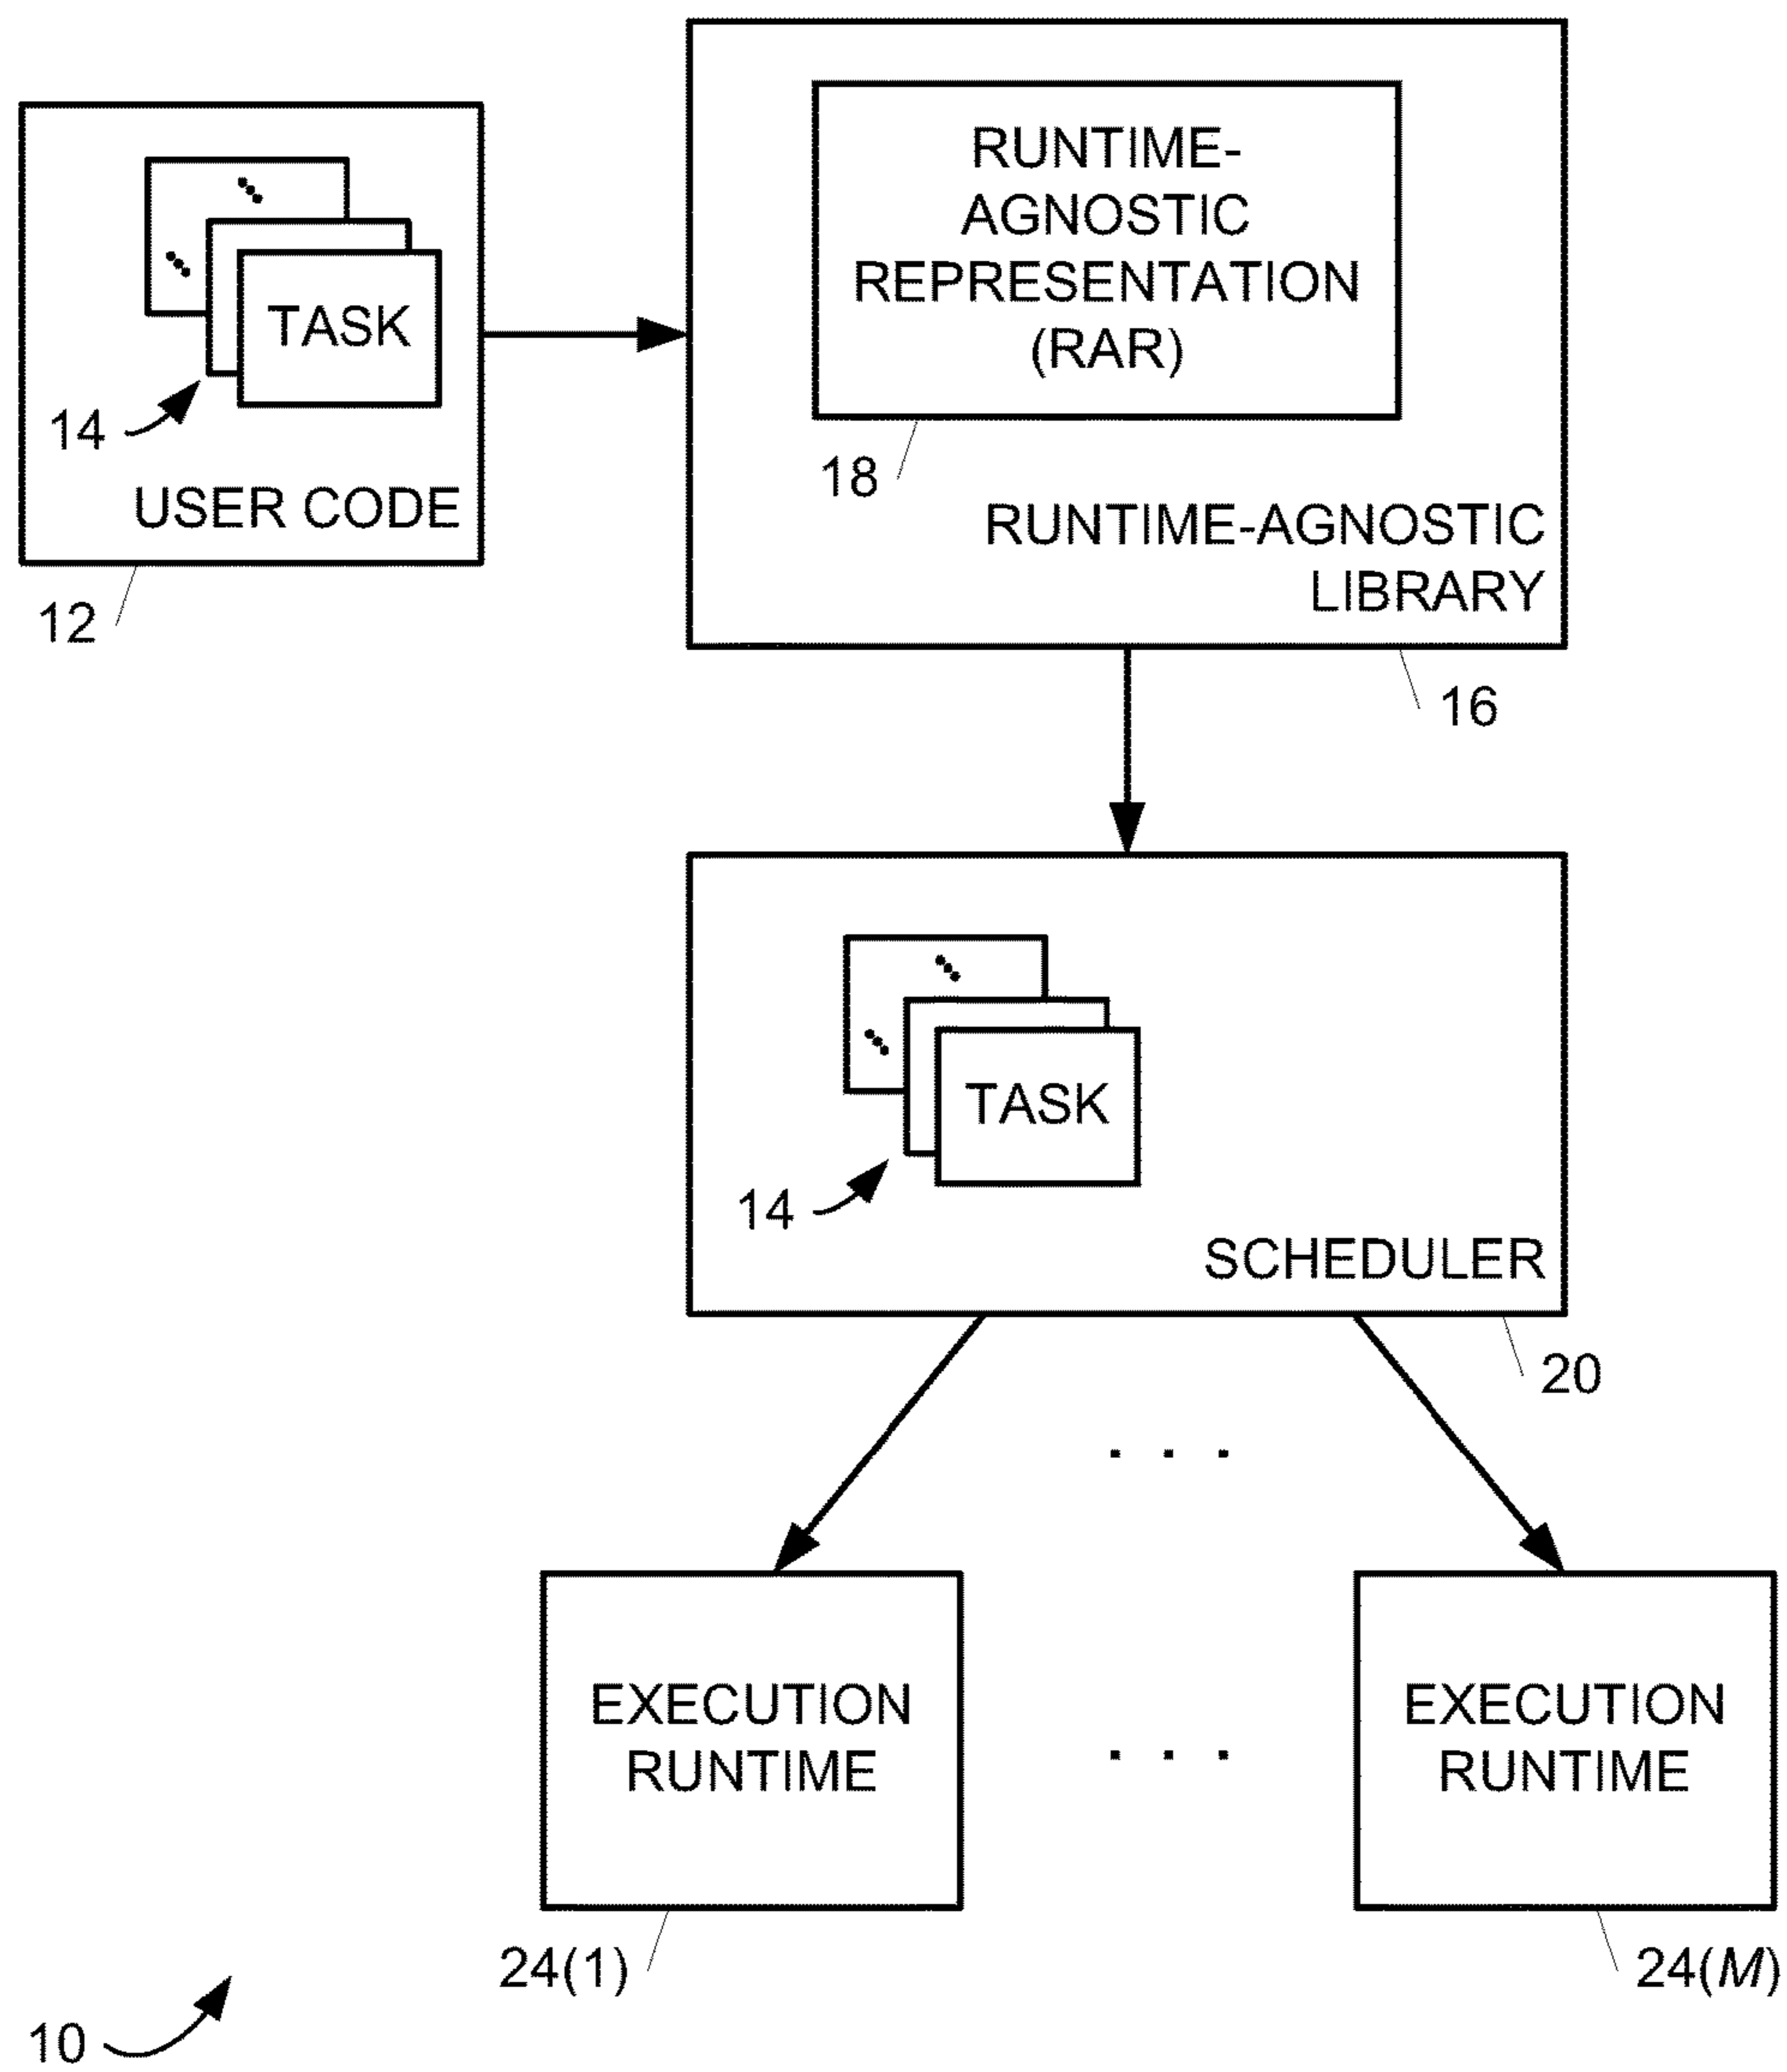 TASK
14
USER CODE
12
RUNTIME-
AGNOSTIC
REPRESENTATION
(RAR)
18
RUNTIME-AGNOSTIC
LIBRARY
16
TASK
14
SCHEDULER
20
. . .
EXECUTION
RUNTIME
24(1)
. . .
EXECUTION
RUNTIME
24(M)
10